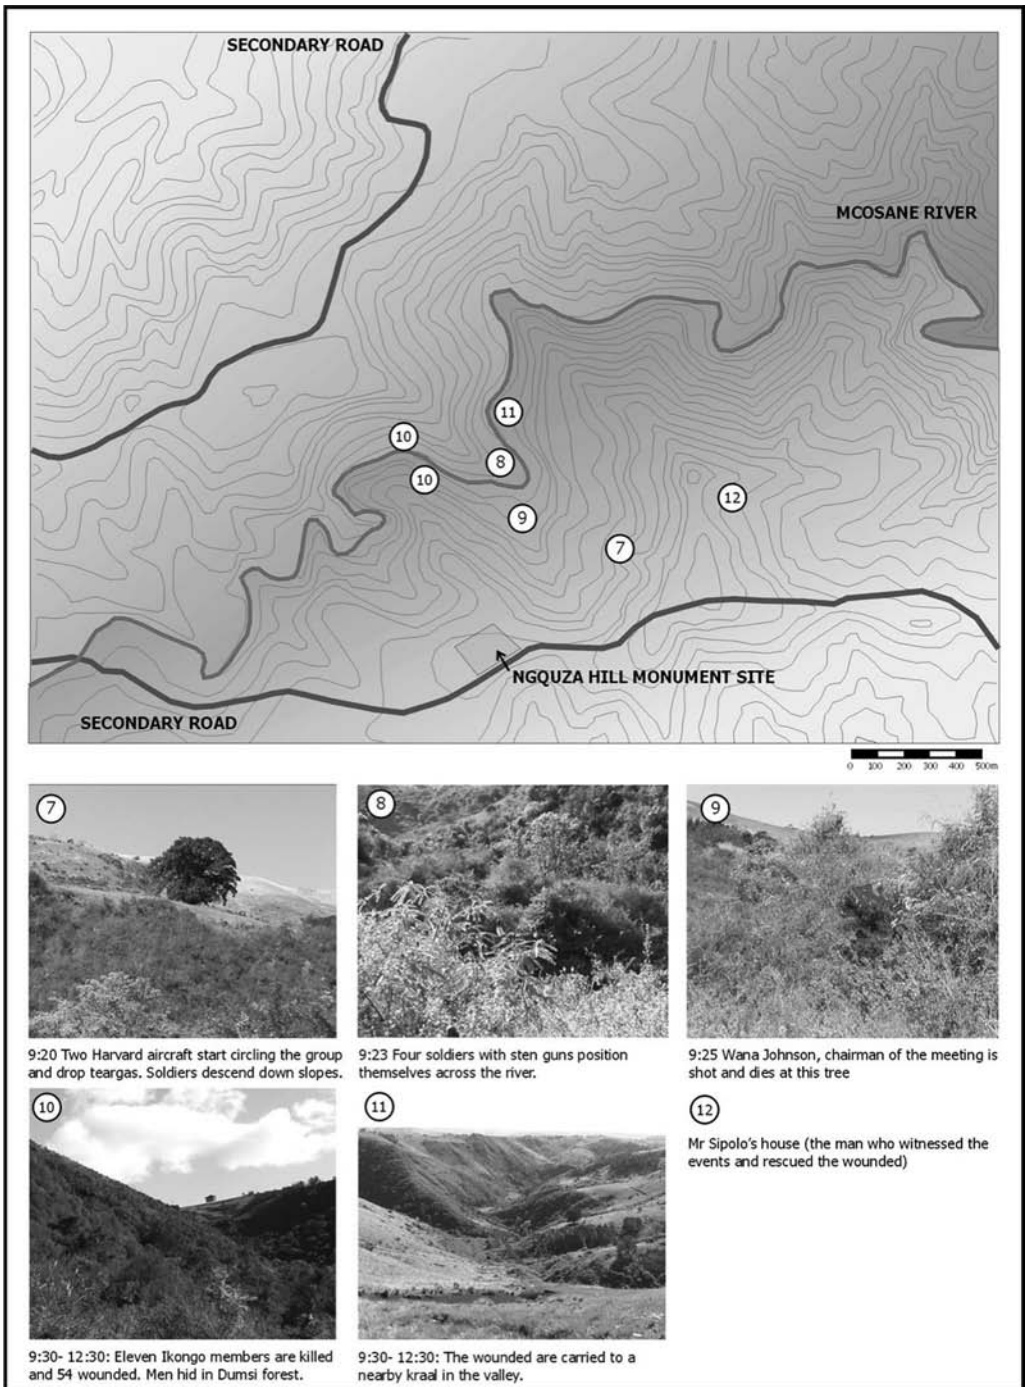 SECONDARY ROAD
MCOSANE RIVER
11
10
8
10
12
9
7
NGQUZA HILL MONUMENT SITE
SECONDARY ROAD
0 100 200 300 400 500m
7
8
9
9:20 Two Harvard aircraft start circling the group
and drop teargas. Soldiers descend down slopes.
9:23 Four soldiers with sten guns position
themselves across the river.
9:25 Wana Johnson, chairman of the meeting is
shot and dies at this tree
10
11
12
Mr Sipolo's house (the man who witnessed the
events and rescued the wounded)
9:30- 12:30: Eleven Ikongo members are killed
and 54 wounded. Men hid in Dumsi forest.
9:30- 12:30: The wounded are carried to a
nearby kraal in the valley.